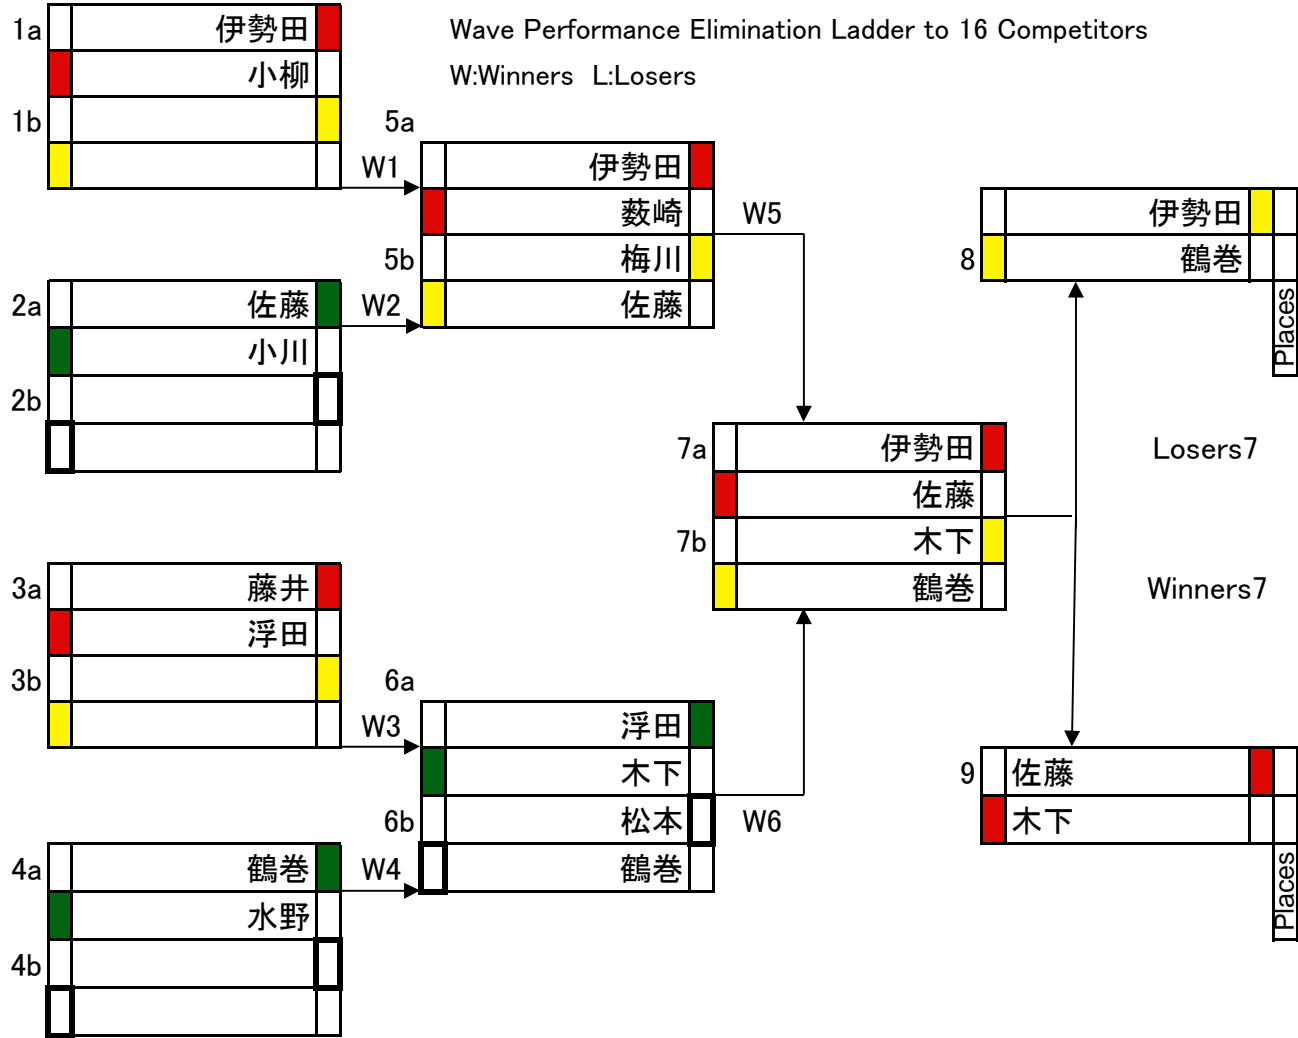 Wave Performance Elimination Ladder to 16 Competitors
W:Winners L:Losers
1a 伊勢田
小柳
1b
W1
2a 佐藤
小川
2b
W2
3a 藤井
浮田
3b
W3
4a 鶴巻
水野
4b
W4
5a
伊勢田
薮崎
5b 梅川
佐藤
W5
6a
浮田
木下
6b 松本
鶴巻
W6
7a 伊勢田
佐藤
7b 木下
鶴巻
伊勢田
8 鶴巻
Places
Losers7
Winners7
9 佐藤
木下
Places